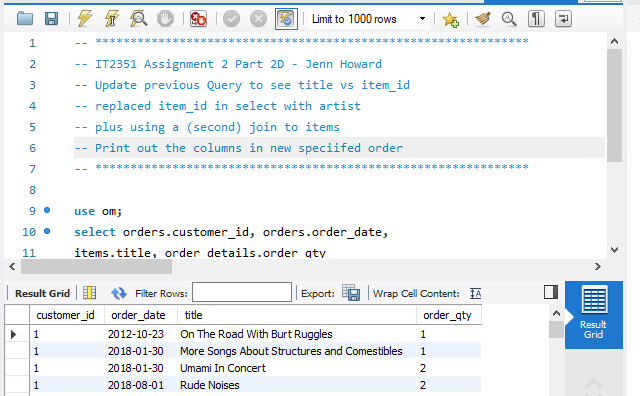 Limit to 1000 rows
1 -- ****************************************************************
2 -- IT2351 Assignment 2 Part 2D - Jenn Howard
3 -- Update previous Query to see title vs item_id
4 -- replaced item_id in select with artist
5 -- plus using a (second) join to items
6 -- Print out the columns in new speciifed order
7 -- ****************************************************************
8
9 use om;
10 select orders.customer_id, orders.order_date,
11 items.title, order_details.order_qty
Result Grid Filter Rows: Export: Wrap Cell Content: IA
customer_id order_date title order_qty
1 2012-10-23 On The Road With Burt Ruggles 1
1 2018-01-30 More Songs About Structures and Comestibles 1
1 2018-01-30 Umami In Concert 2
1 2018-08-01 Rude Noises 2
Result
Grid